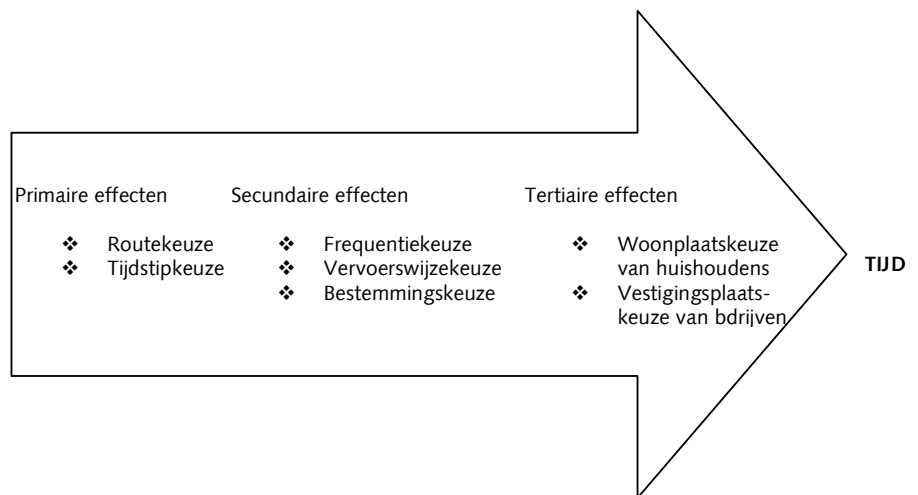 Primaire effecten
❖ Routekeuze
❖ Tijdstipkeuze
Secundaire effecten
❖ Frequentiekeuze
❖ Vervoerswijzekeuze
❖ Bestemmingskeuze
Tertiaire effecten
❖ Woonplaatskeuze
van huishoudens
❖ Vestigingsplaats-
keuze van bdrijven
TIJD